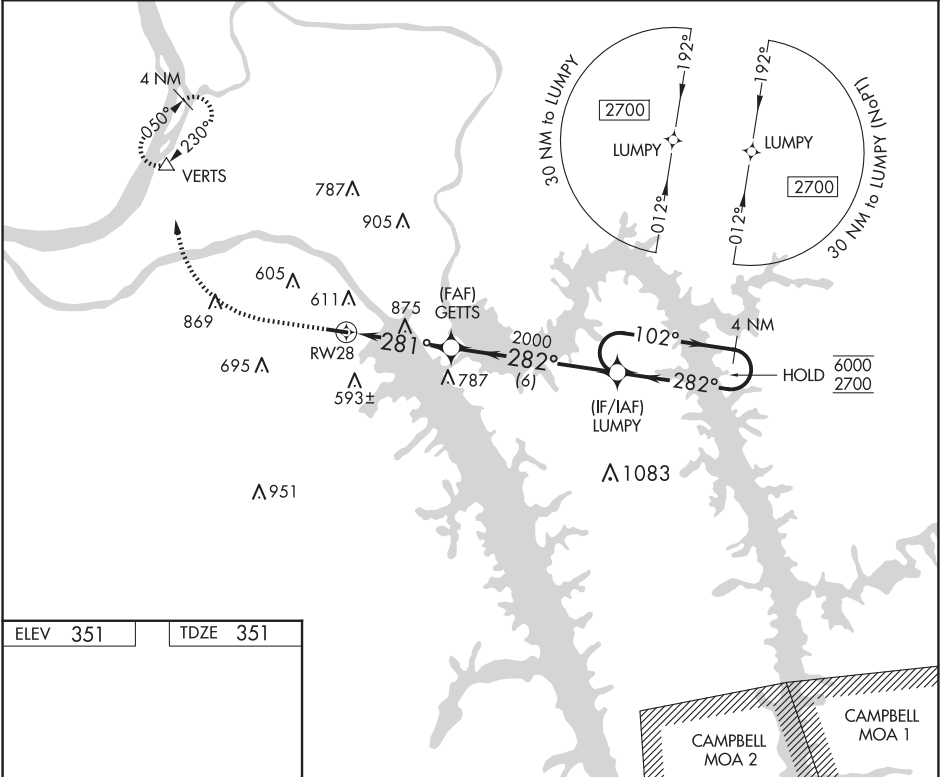 4 NM
050°
230°
VERTS
30 NM to LUMPY
2700
192°
LUMPY
012°
192°
LUMPY
2700
012°
30 NM to LUMPY (NoPT)
787
905
605
611
869
875
(FAF)
GETTS
RW28
281°
2000
282°
(6)
102°
4 NM
282°
HOLD
6000
2700
695
593±
787
(IF/IAF)
LUMPY
1083
951
ELEV 351
TDZE 351
CAMPBELL
MOA 2
CAMPBELL
MOA 1